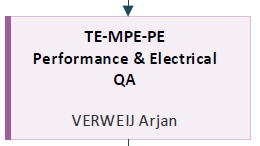 TE-MPE-PE
Performance & Electrical
QA
VERWEIJ Arjan